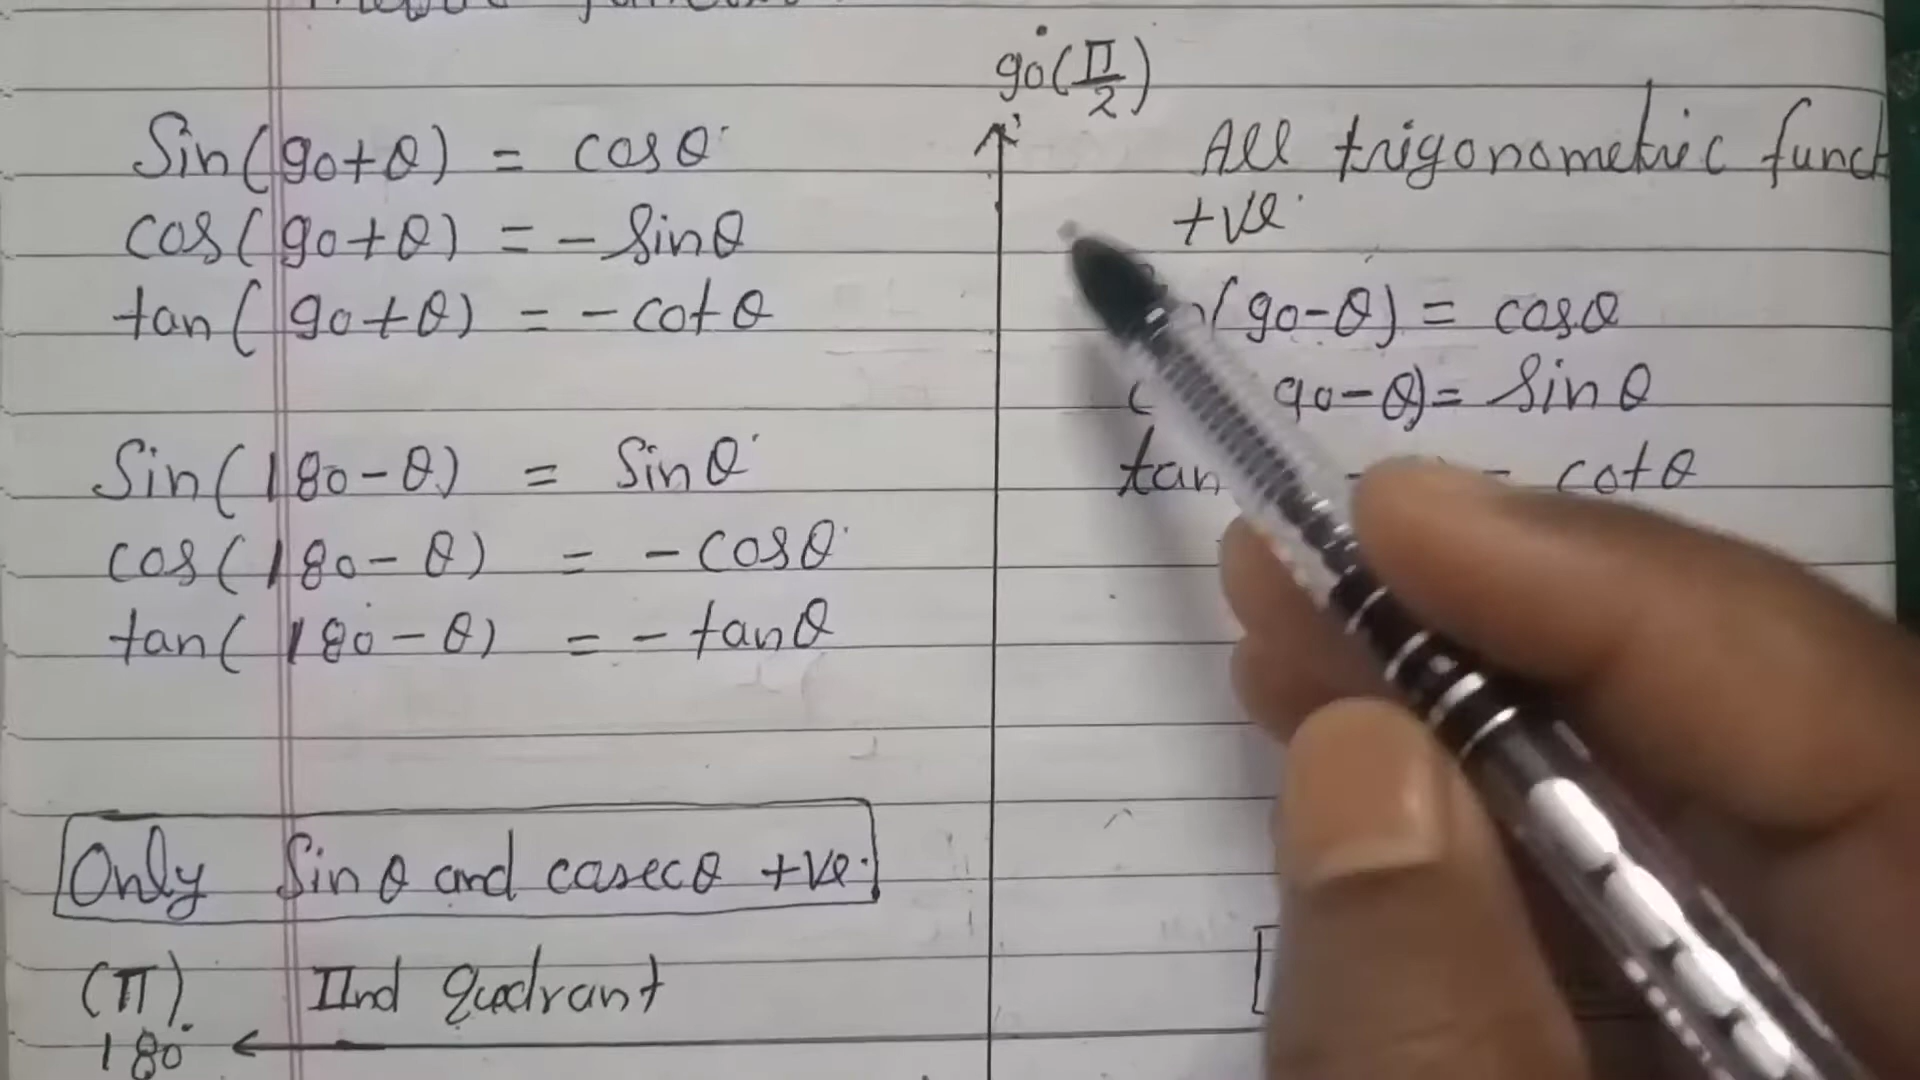 90°(π/2)
Sin(90+θ) = cosθ
cos(90+θ) = -Sinθ
tan(90+θ) = -cotθ
Sin(180-θ) = Sinθ
cos(180-θ) = -cosθ
tan(180-θ) = -tanθ
Only Sinθ and cosecθ +ve.
(π) IInd Quadrant
180°
All trigonometric funct
+ve
(90-θ) = cosθ
90-θ) = Sinθ
tan cotθ